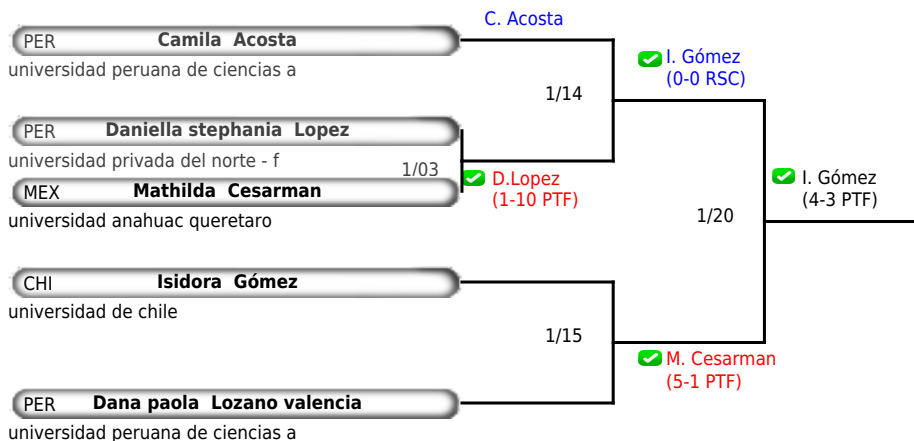 C. Acosta
PER Camila Acosta
universidad peruana de ciencias a
I. Gómez
(0-0 RSC)
1/14
PER Daniella stephania Lopez
universidad privada del norte - f
1/03
MEX Mathilda Cesarman
universidad anahuac queretaro
D.Lopez
(1-10 PTF)
I. Gómez
(4-3 PTF)
1/20
CHI Isidora Gómez
universidad de chile
1/15
M. Cesarman
(5-1 PTF)
PER Dana paola Lozano valencia
universidad peruana de ciencias a